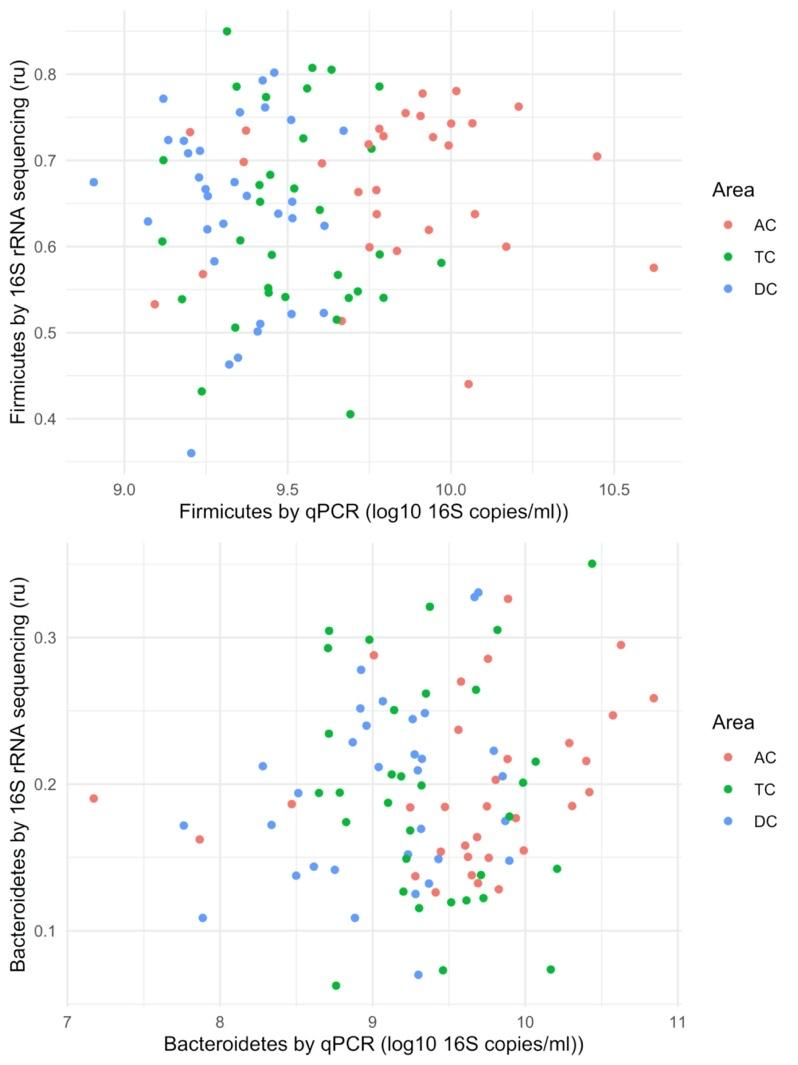 Firmicutes by 16S rRNA sequencing (ru)
0.8
0.7
0.6
0.5
0.4
9.0 9.5 10.0 10.5
Firmicutes by qPCR (log10 16S copies/ml))
Area
AC
TC
DC
Bacteroidetes by 16S rRNA sequencing (ru)
0.3
0.2
0.1
7 8 9 10 11
Bacteroidetes by qPCR (log10 16S copies/ml))
Area
AC
TC
DC